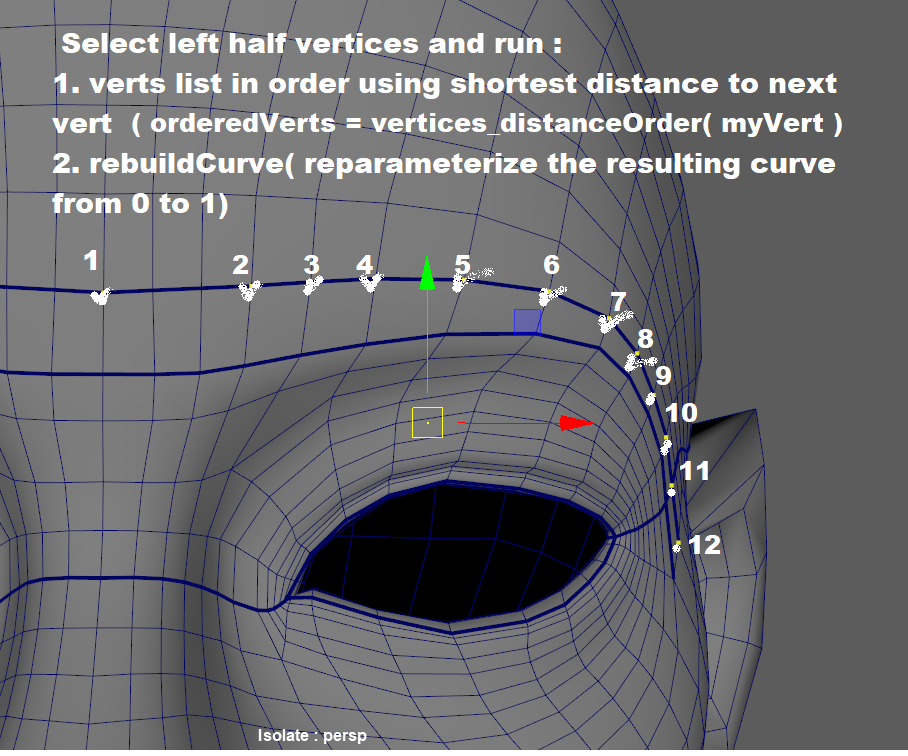 Select left half vertices and run :
1. verts list in order using shortest distance to next
vert ( orderedVerts = vertices_distanceOrder( myVert )
2. rebuildCurve( reparameterize the resulting curve
from 0 to 1)
1
2
3
4
5
6
7
8
9
10
11
12
Isolate : persp